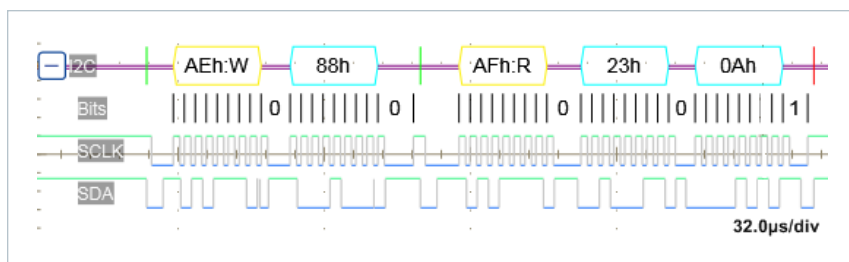 I2C AEh:W 88h AFh:R 23h 0Ah
Bits 0 0 0 0 1
SCLK
SDA
32.0µs/div